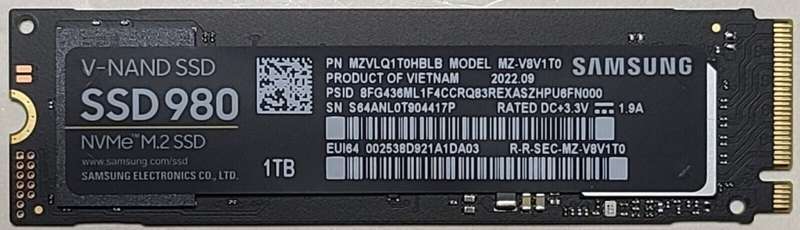 V-NAND SSD
SSD 980
NVMe™ M.2 SSD
www.samsung.com/ssd
SAMSUNG ELECTRONICS CO., LTD.
1TB
PN MZVLQ1T0HBLB MODEL MZ-V8V1T0
PRODUCT OF VIETNAM 2022.09
PSID 8FG436ML1F4CCRQ83REXASZHPU6FN000
SN S64ANL0T904417P RATED DC+3.3V ⎓ 1.9A
EUI64 002538D921A1DA03 R-R-SEC-MZ-V8V1T0
SAMSUNG